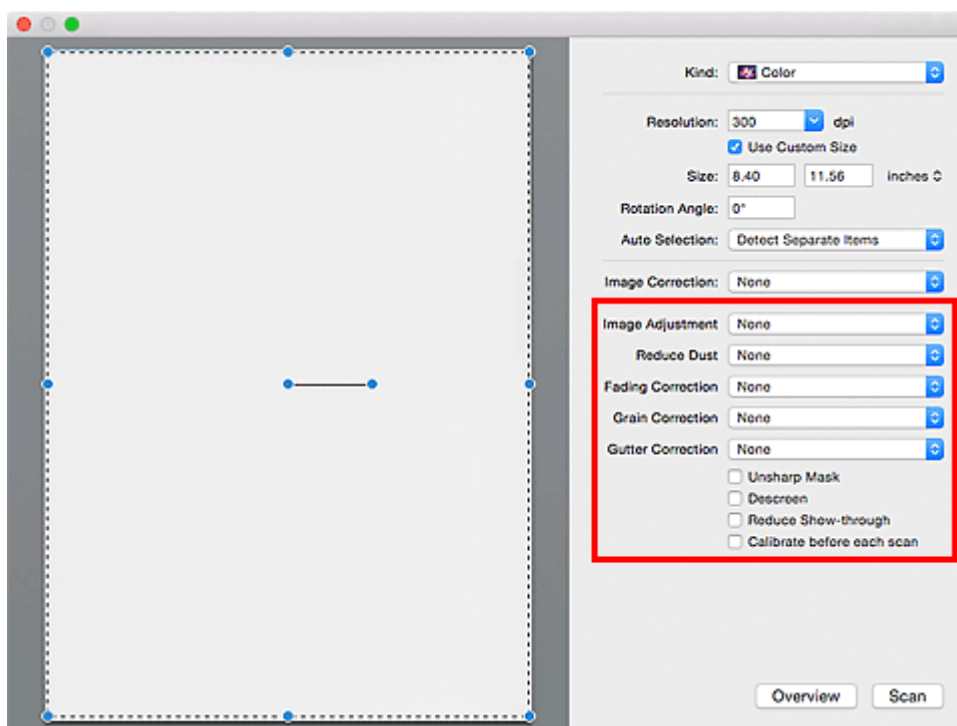 Kind: Color
Resolution: 300 dpi
Use Custom Size
Size: 8.40 11.56 inches
Rotation Angle: 0°
Auto Selection: Detect Separate Items
Image Correction: None
Image Adjustment None
Reduce Dust None
Fading Correction None
Grain Correction None
Gutter Correction None
Unsharp Mask
Descreen
Reduce Show-through
Calibrate before each scan
Overview Scan